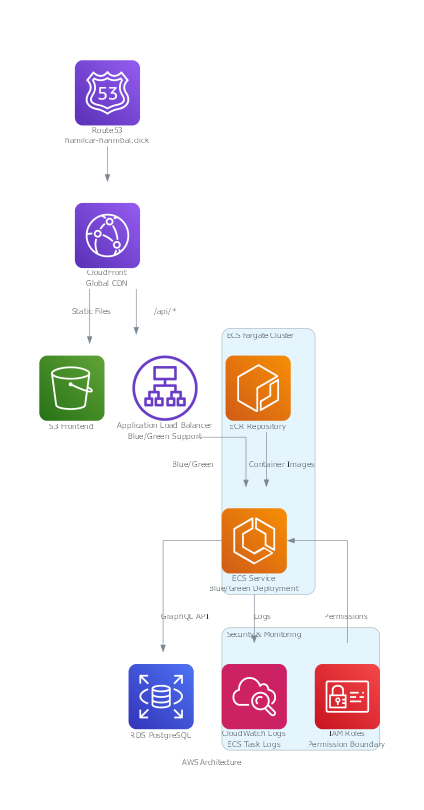 53
Route53
hamilcar-hannibal.click
CloudFront
Global CDN
Static Files
/api/*
ECS Fargate Cluster
S3 Frontend
Application Load Balancer
Blue/Green Support
ECR Repository
Blue/Green
Container Images
ECS Service
Blue/Green Deployment
GraphQL API
Logs
Permissions
Security & Monitoring
RDS PostgreSQL
CloudWatch Logs
ECS Task Logs
IAM Roles
Permission Boundary
AWS Architecture